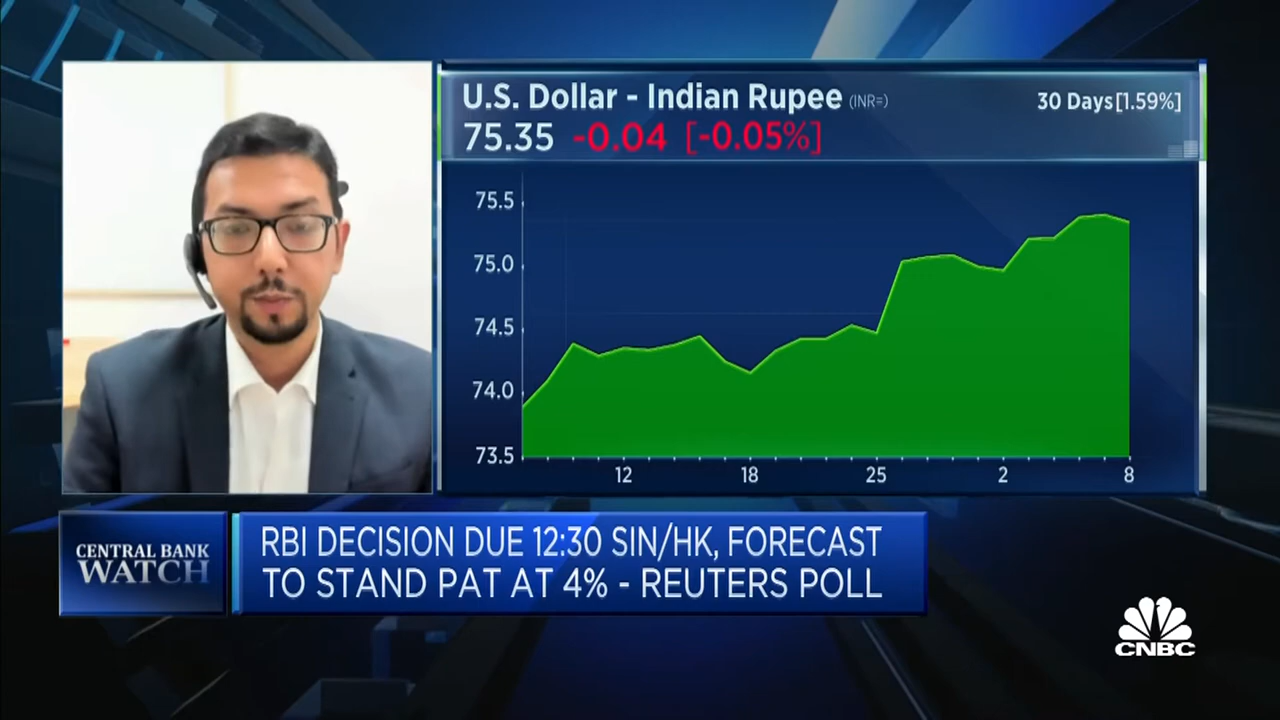 U.S. Dollar - Indian Rupee (INR=)
30 Days [1.59%]
75.35 -0.04 [-0.05%]
75.5
75.0
74.5
74.0
73.5
12 18 25 2 8
CENTRAL BANK
WATCH
RBI DECISION DUE 12:30 SIN/HK, FORECAST
TO STAND PAT AT 4% - REUTERS POLL
CNBC